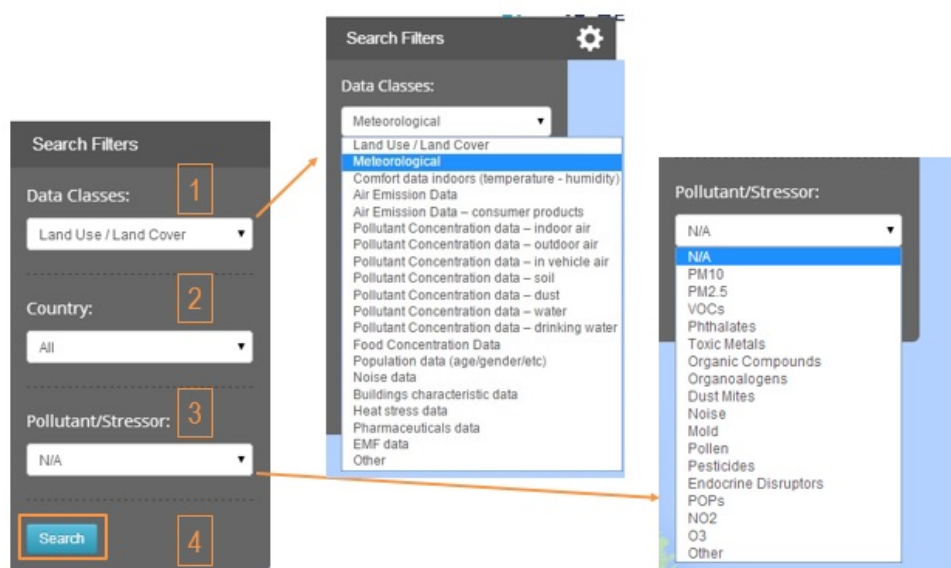 Search Filters
Data Classes:
1
Land Use / Land Cover
2
Country:
All
3
Pollutant/Stressor:
N/A
Search
4
Search Filters
Data Classes:
Meteorological
Land Use / Land Cover
Meteorological
Comfort data indoors (temperature - humidity)
Air Emission Data
Air Emission Data – consumer products
Pollutant Concentration data – indoor air
Pollutant Concentration data – outdoor air
Pollutant Concentration data – in vehicle air
Pollutant Concentration data – soil
Pollutant Concentration data – dust
Pollutant Concentration data – water
Pollutant Concentration data – drinking water
Food Concentration Data
Population data (age/gender/etc)
Noise data
Buildings characteristic data
Heat stress data
Pharmaceuticals data
EMF data
Other
Pollutant/Stressor:
N/A
N/A
PM10
PM2.5
VOCs
Phthalates
Toxic Metals
Organic Compounds
Organoalogens
Dust Mites
Noise
Mold
Pollen
Pesticides
Endocrine Disruptors
POPs
NO2
O3
Other